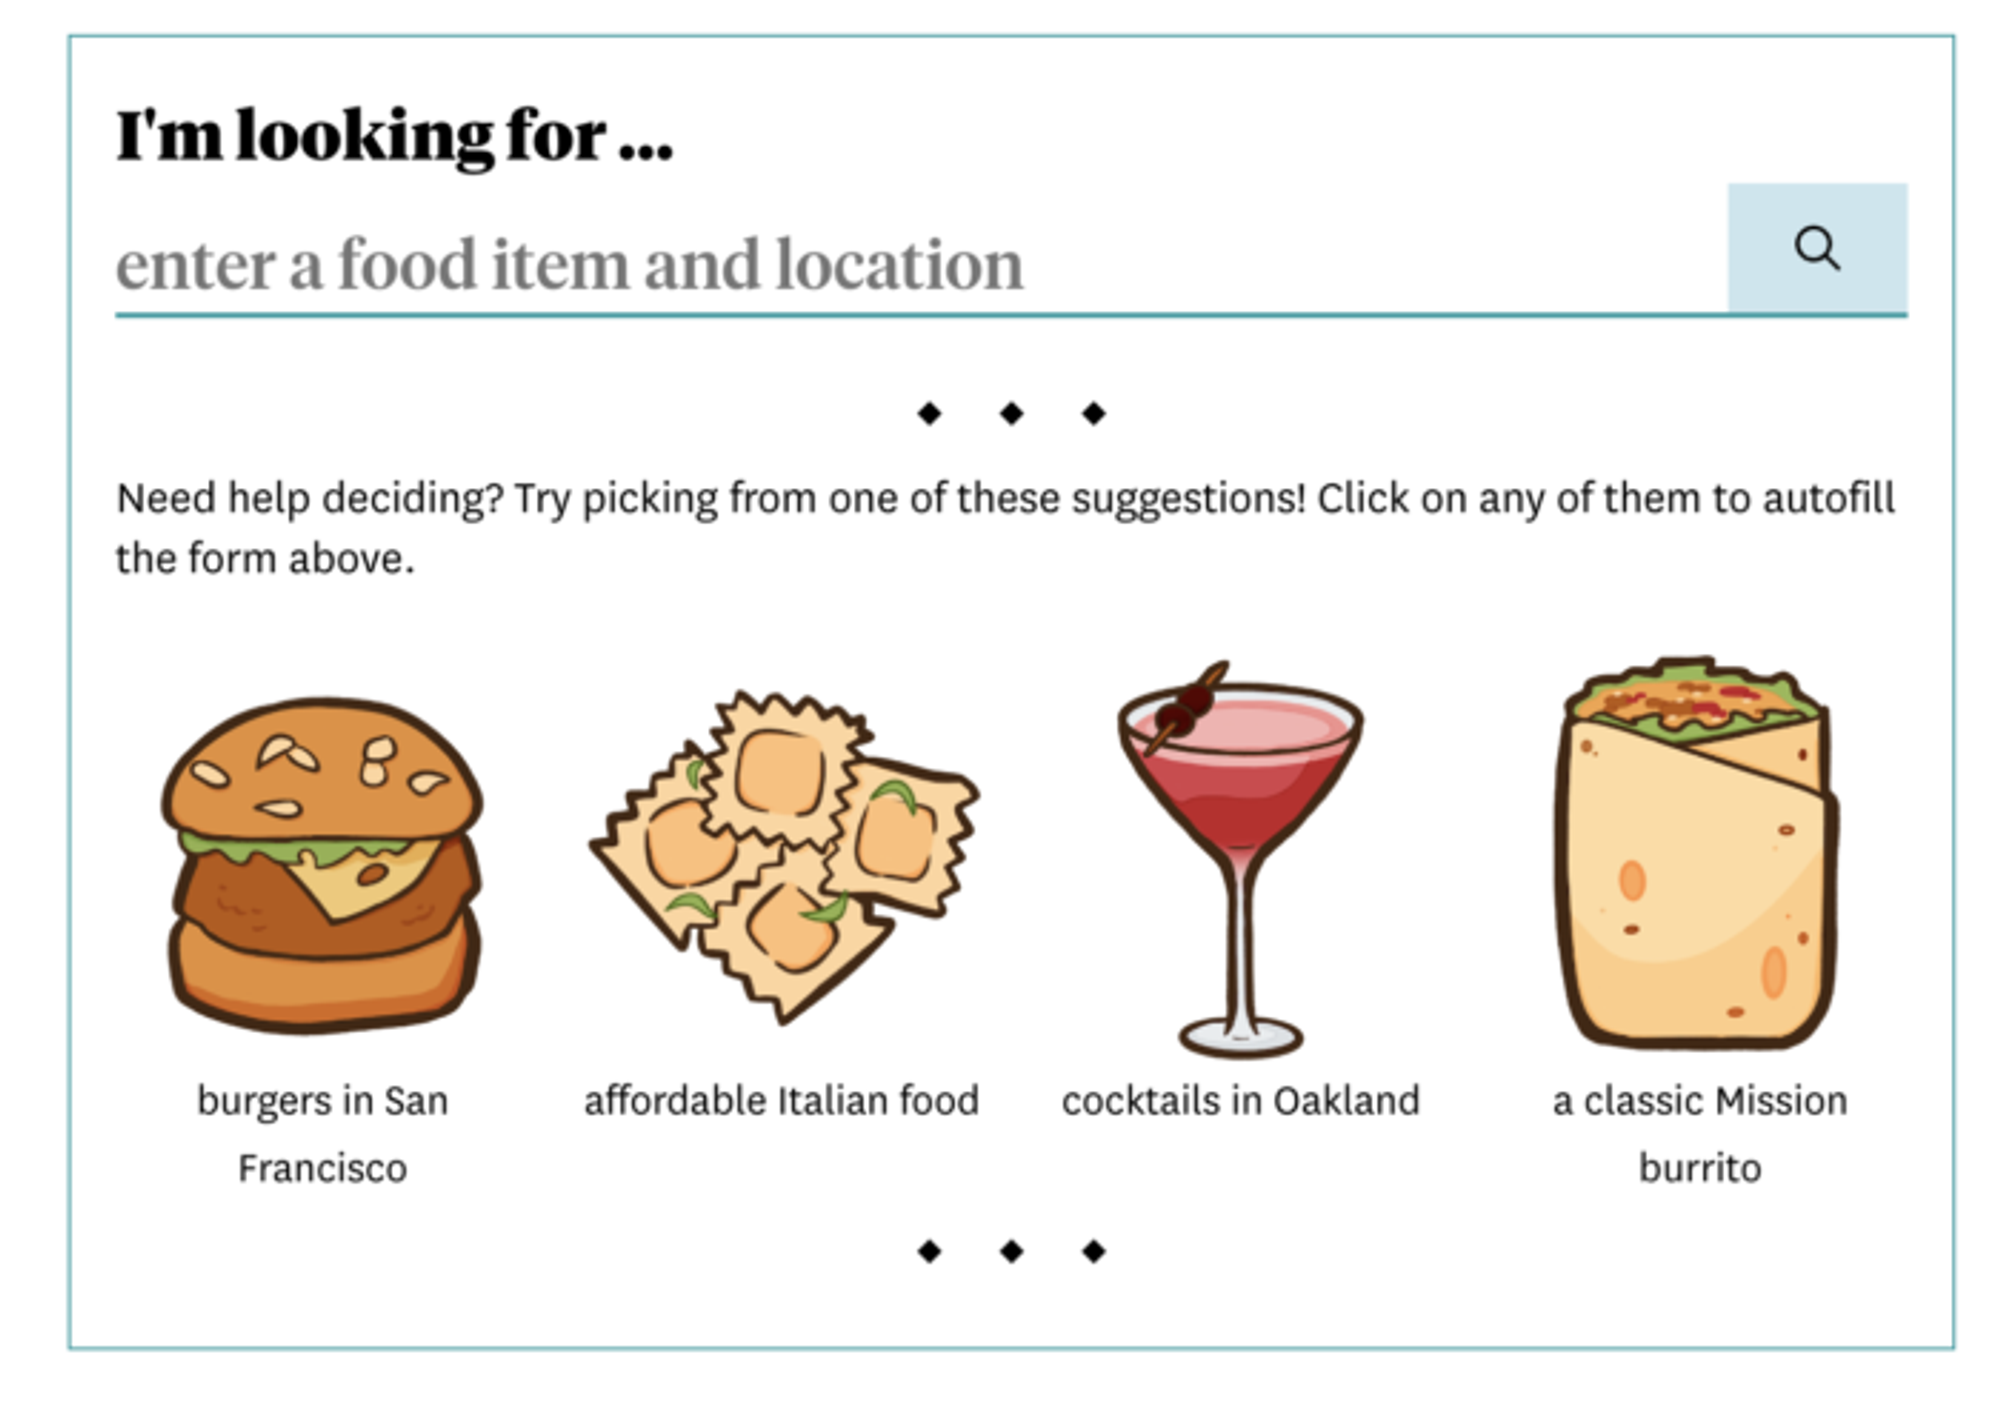 I'm looking for ...
enter a food item and location
Need help deciding? Try picking from one of these suggestions! Click on any of them to autofill
the form above.
burgers in San
Francisco
affordable Italian food
cocktails in Oakland
a classic Mission
burrito